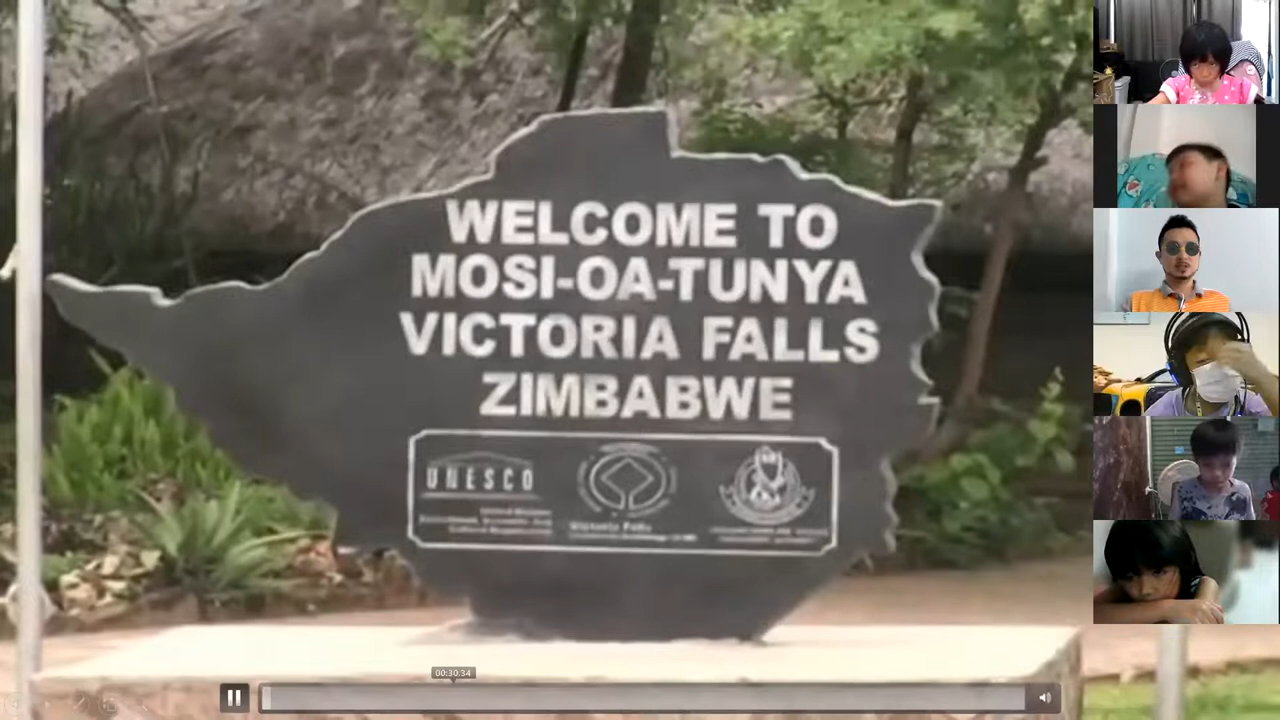 WELCOME TO
MOSI-OA-TUNYA
VICTORIA FALLS
ZIMBABWE
UNESCO
Victoria Falls
00:30:34